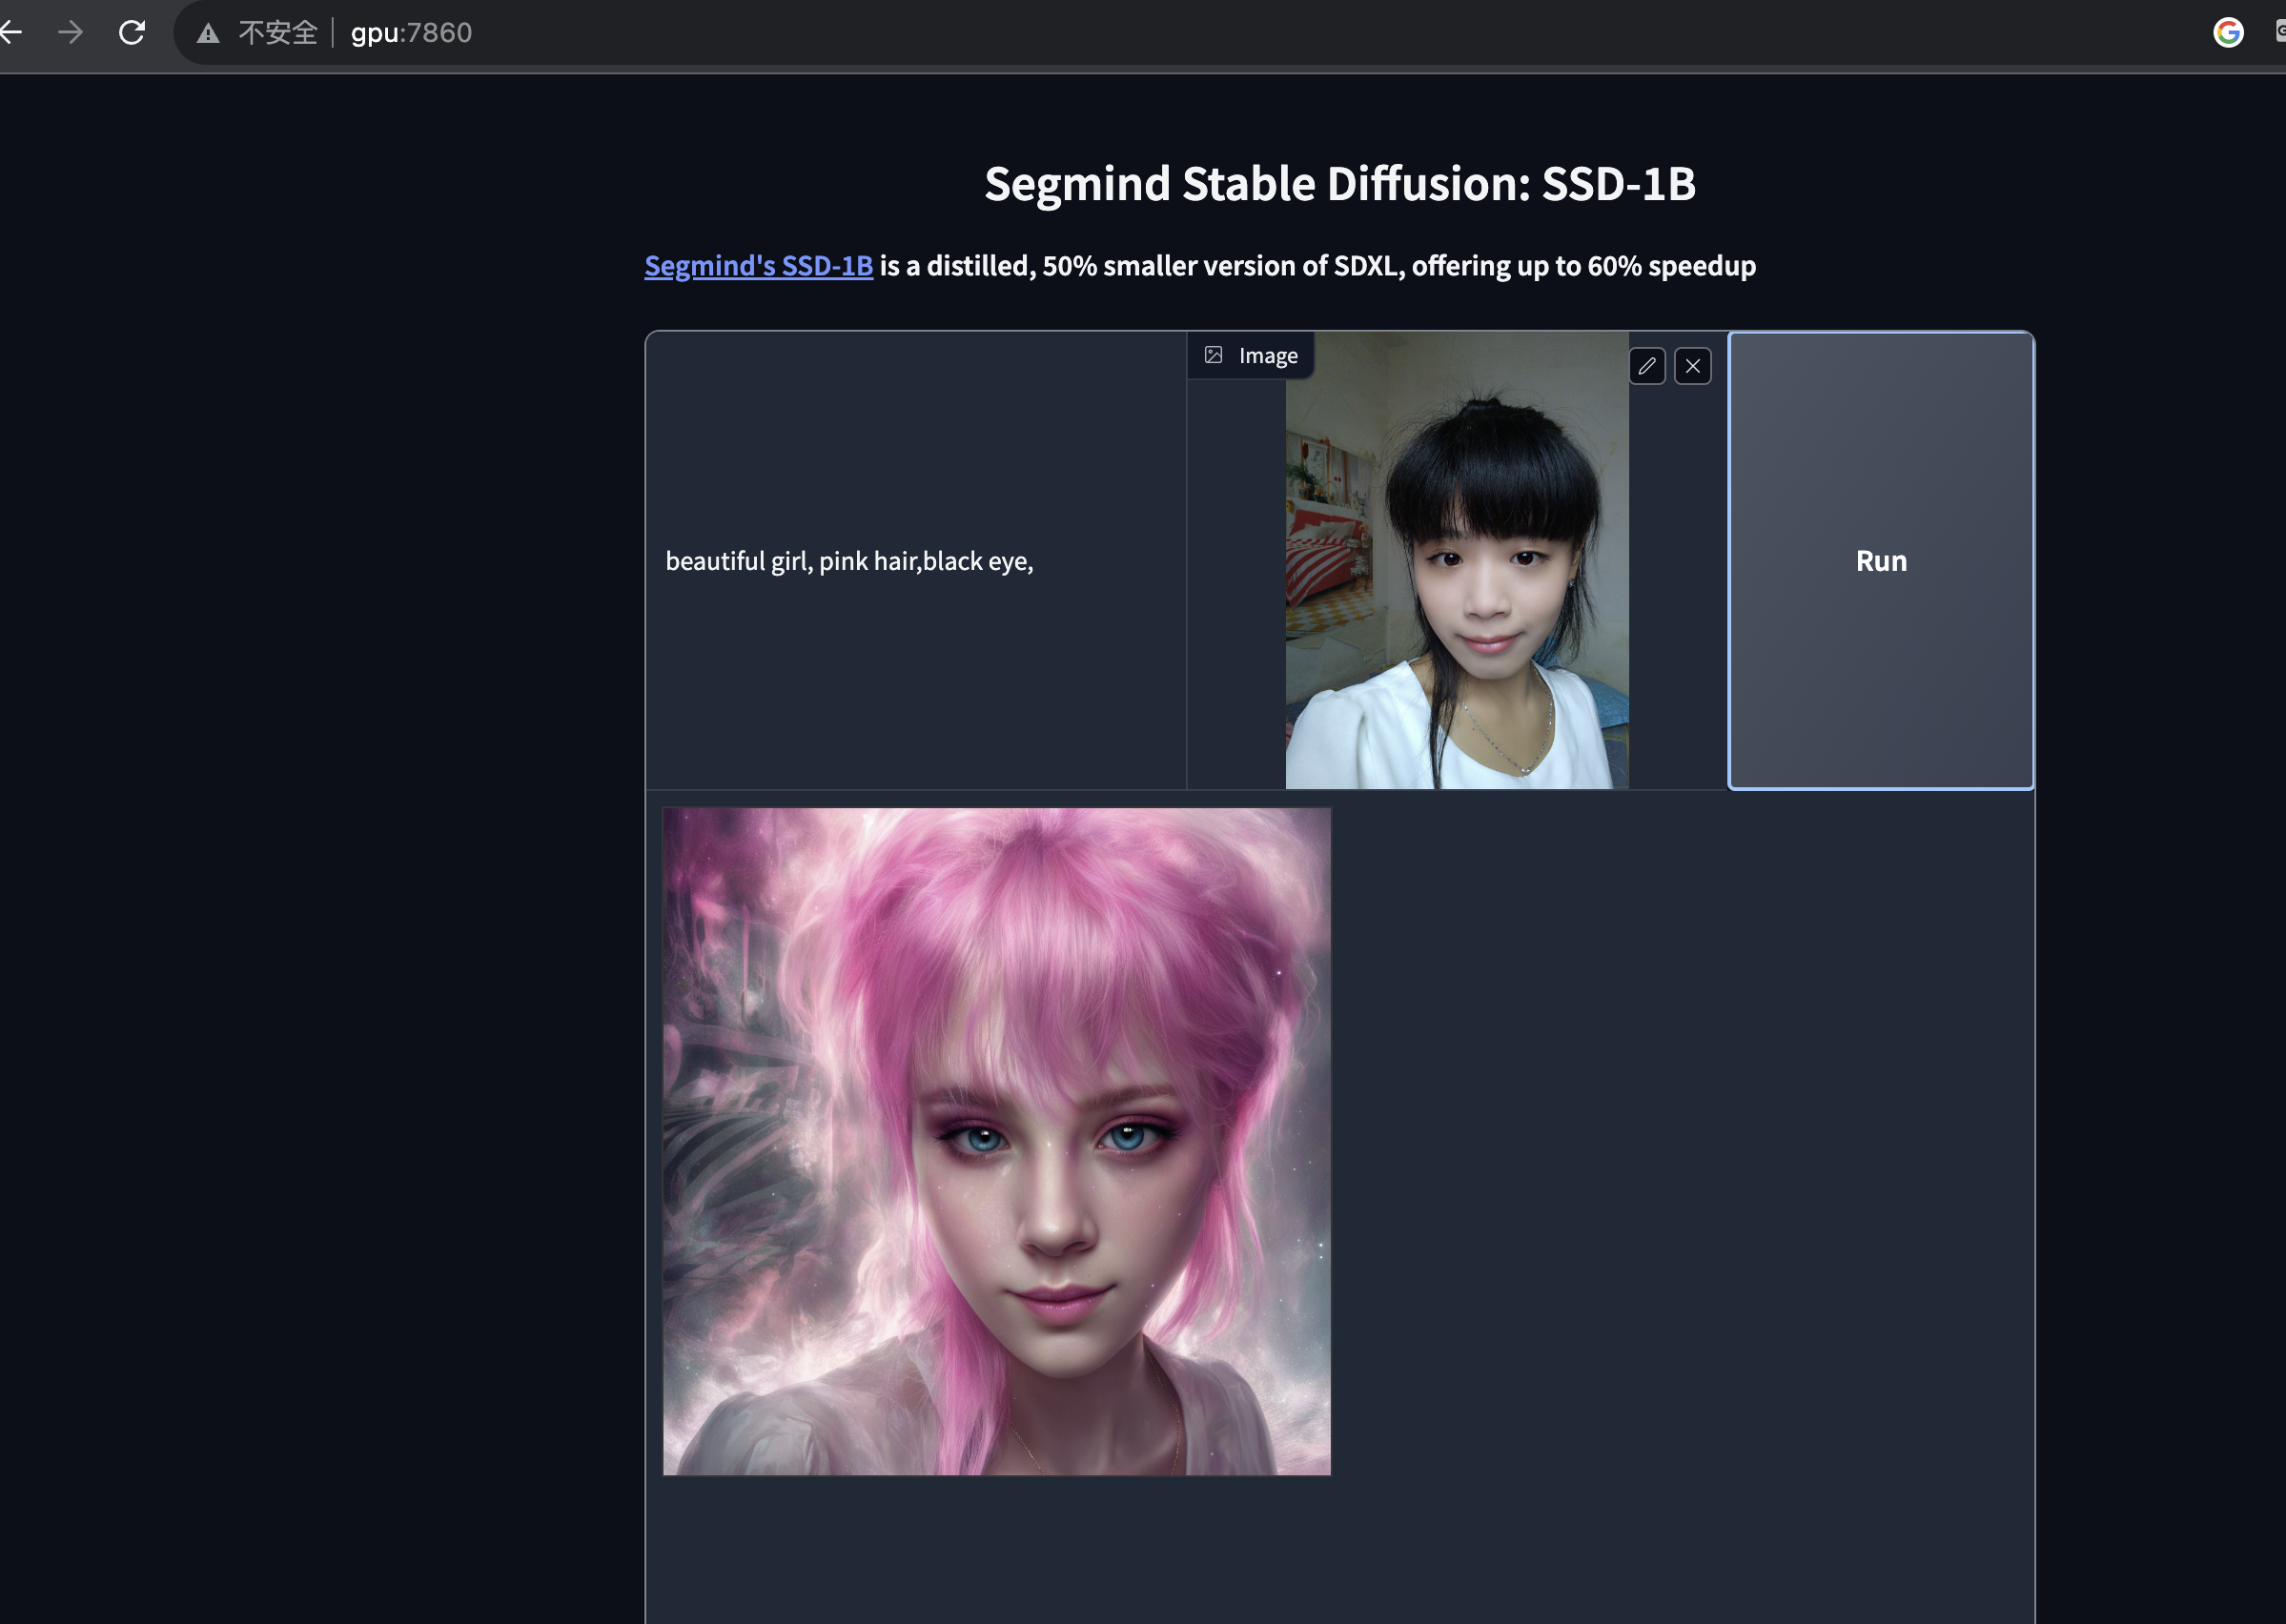 不安全 gpu:7860
Segmind Stable Diffusion: SSD-1B
Segmind's SSD-1B is a distilled, 50% smaller version of SDXL, offering up to 60% speedup
Image
beautiful girl, pink hair,black eye,
Run